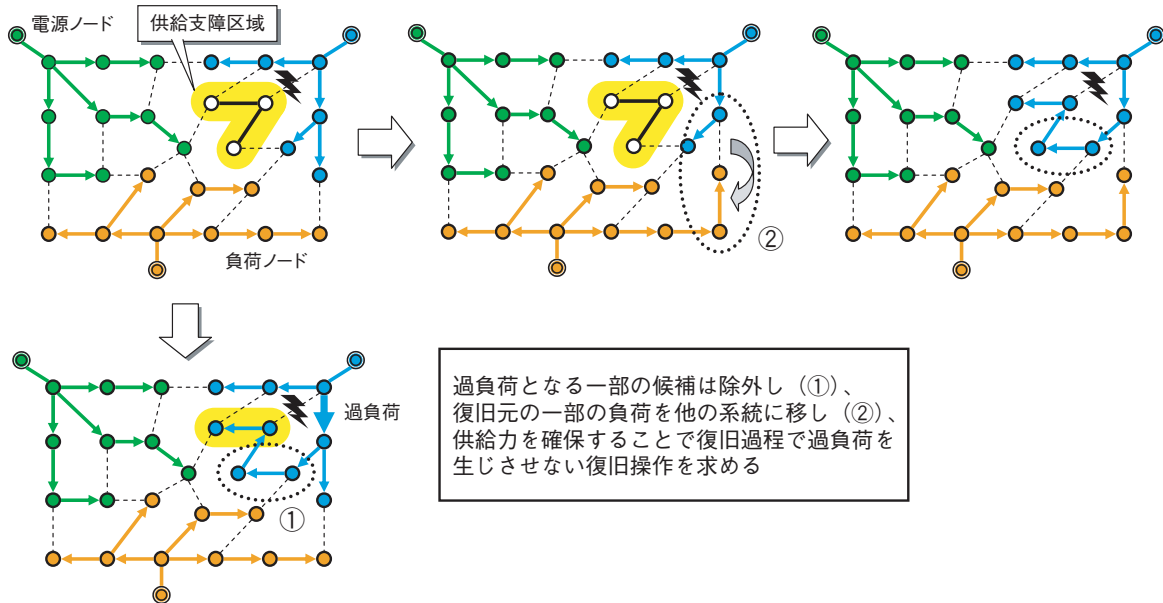 電源ノード
供給支障区域
負荷ノード
②
過負荷
①
過負荷となる一部の候補は除外し（①）、
復旧元の一部の負荷を他の系統に移し（②）、
供給力を確保することで復旧過程で過負荷を
生じさせない復旧操作を求める